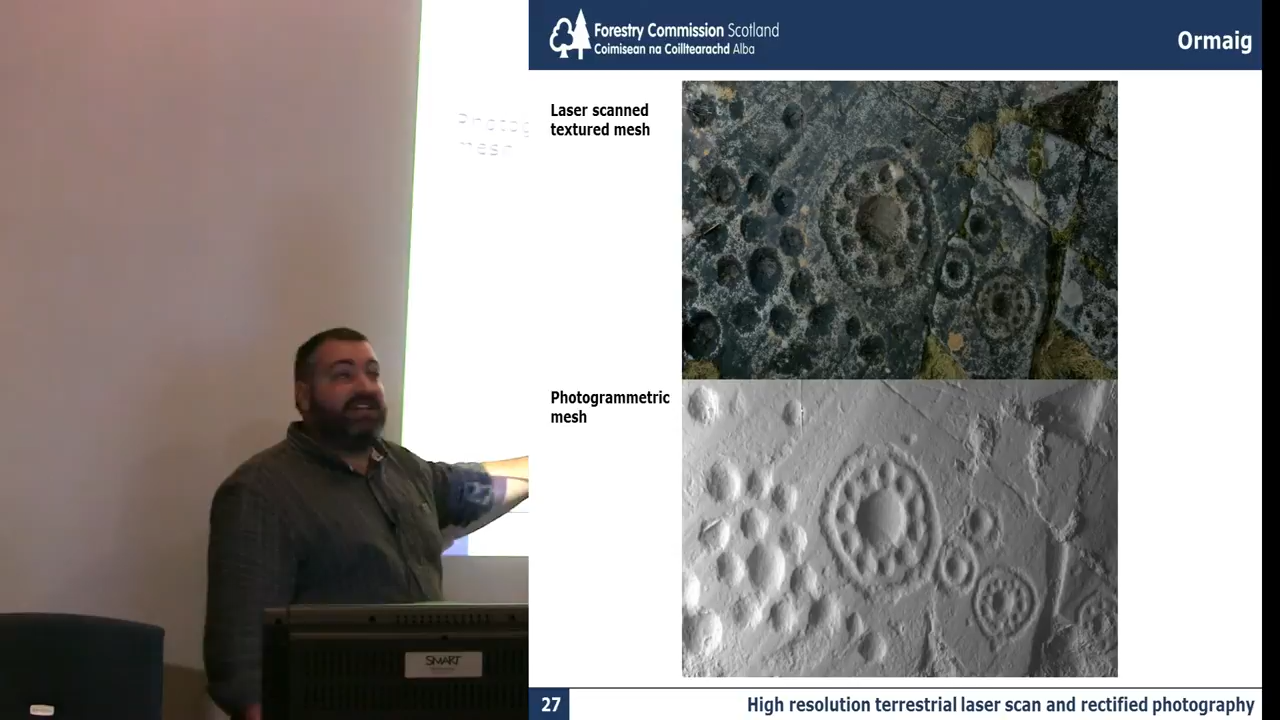 Forestry Commission Scotland
Coimisean na Coilltearachd Alba
Ormaig
Laser scanned
textured mesh
Photogrammetric
mesh
SMART
27
High resolution terrestrial laser scan and rectified photography